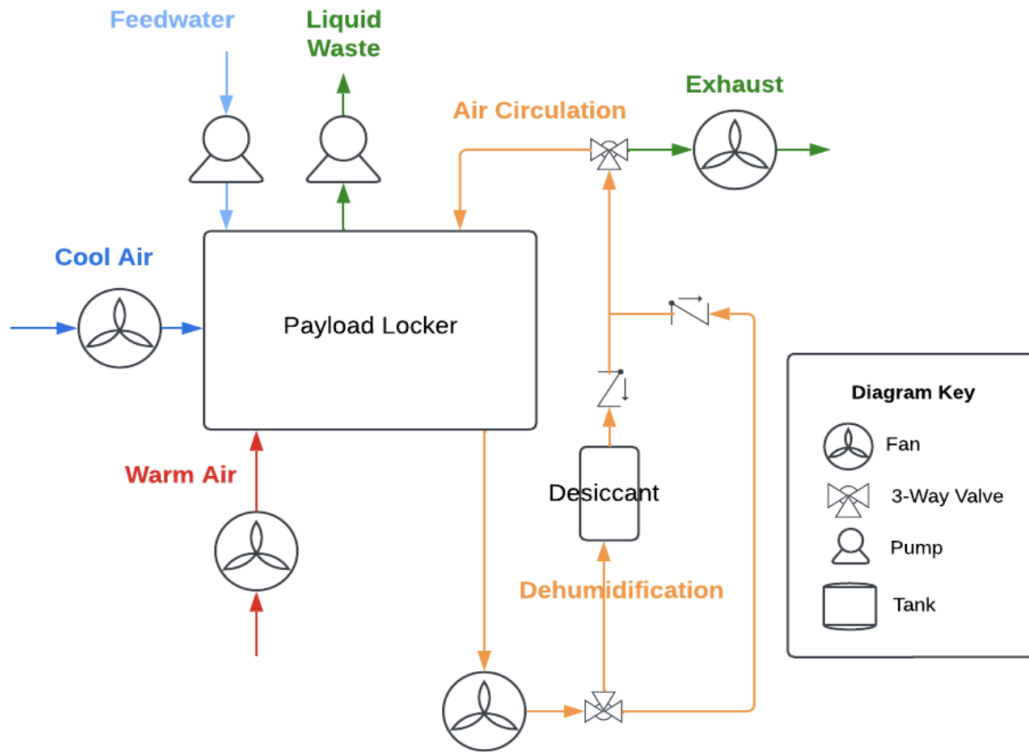 Feedwater
Liquid
Waste
Exhaust
Air Circulation
Cool Air
Payload Locker
Diagram Key
Fan
Warm Air
Desiccant
3-Way Valve
Pump
Dehumidification
Tank